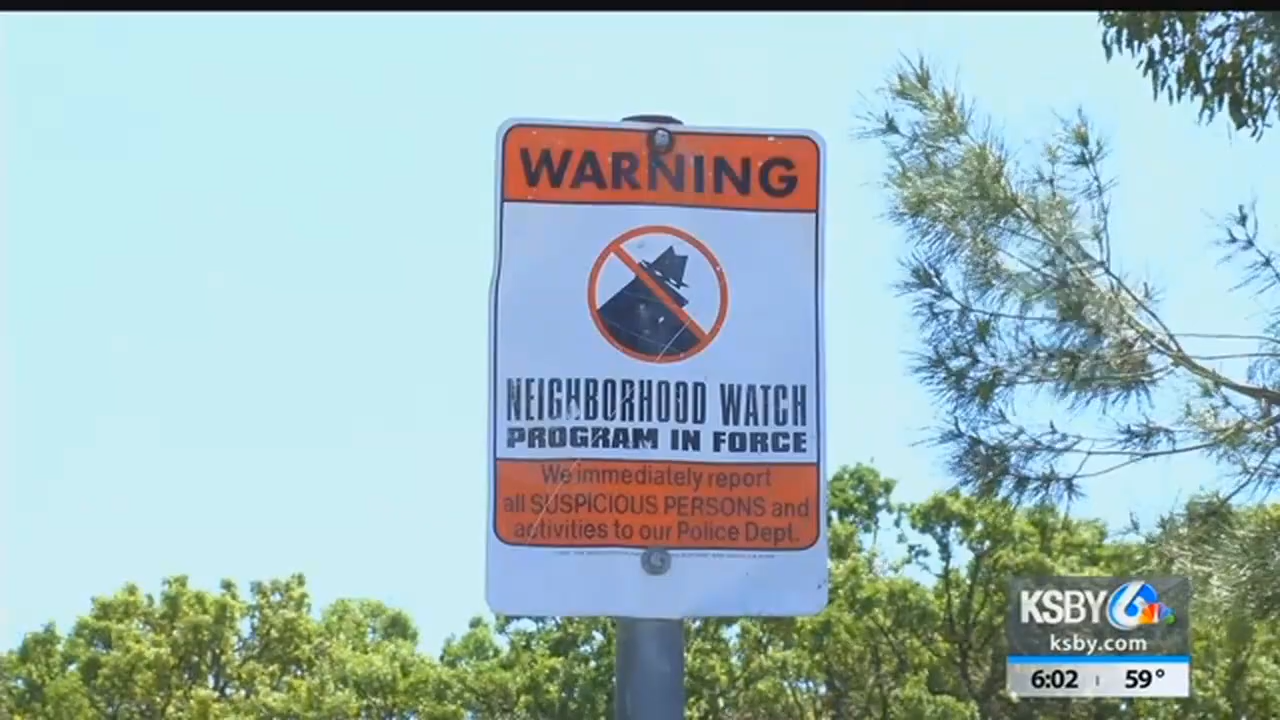 WARNING
NEIGHBORHOOD WATCH
PROGRAM IN FORCE
We immediately report
all SUSPICIOUS PERSONS and
activities to our Police Dept.
KSBY 6
ksby.com
6:02 59°